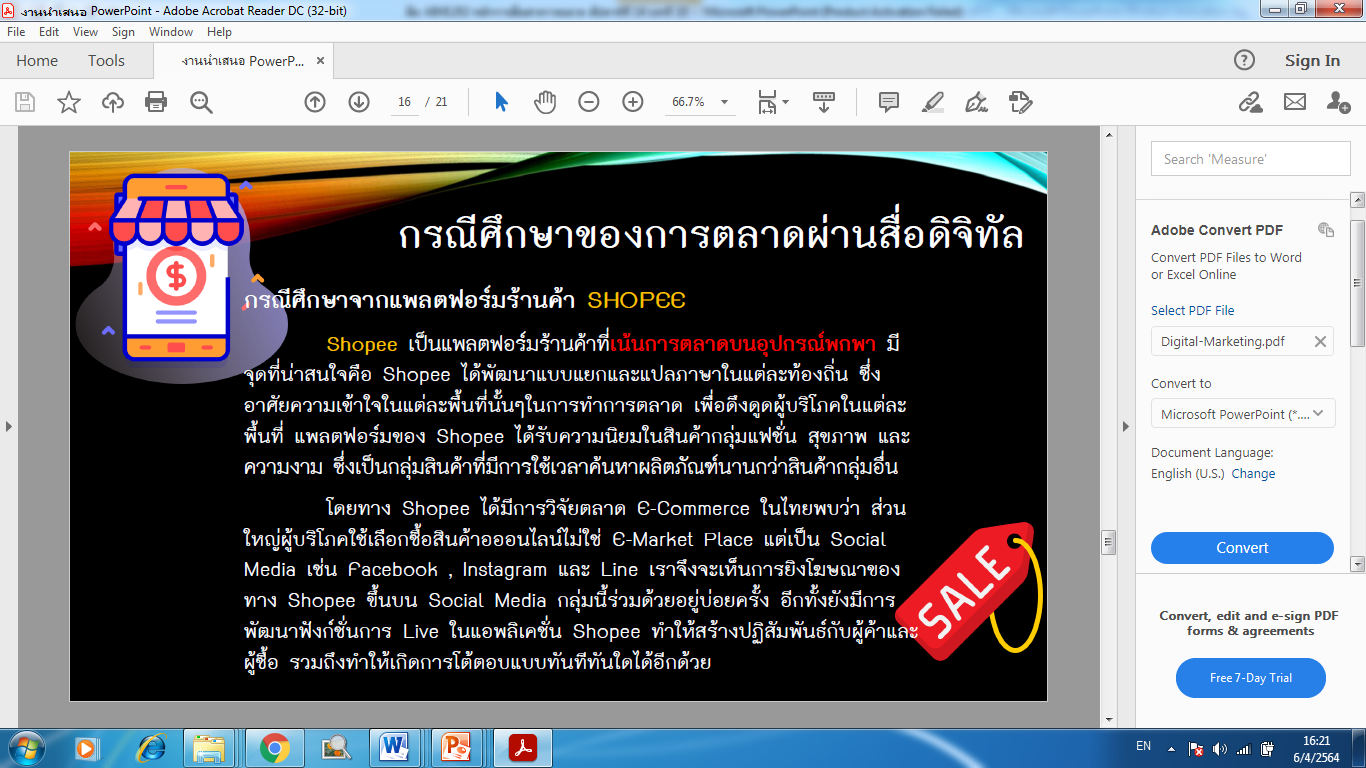 งานนำเสนอ PowerPoint - Adobe Acrobat Reader DC (32-bit)
File Edit View Sign Window Help
Home Tools งานนำเสนอ PowerP... × Sign In
16 / 21 66.7%
Search 'Measure'
กรณีศึกษาของการตลาดผ่านสื่อดิจิทัล
กรณีศึกษาจากแพลตฟอร์มร้านค้า SHOPEE
Shopee เป็นแพลตฟอร์มร้านค้าที่เน้นการตลาดบนอุปกรณ์พกพา มี
จุดที่น่าสนใจคือ Shopee ได้พัฒนาแบบแยกและแปลภาษาในแต่ละท้องถิ่น ซึ่ง
อาศัยความเข้าใจในแต่ละพื้นที่นั้นๆในการทำการตลาด เพื่อดึงดูดผู้บริโภคในแต่ละ
พื้นที่ แพลตฟอร์มของ Shopee ได้รับความนิยมในสินค้ากลุ่มแฟชั่น สุขภาพ และ
ความงาม ซึ่งเป็นกลุ่มสินค้าที่มีการใช้เวลาค้นหาผลิตภัณฑ์นานกว่าสินค้ากลุ่มอื่น
โดยทาง Shopee ได้มีการวิจัยตลาด E-Commerce ในไทยพบว่า ส่วน
ใหญ่ผู้บริโภคใช้เลือกซื้อสินค้าอออนไลน์ไม่ใช่ E-Market Place แต่เป็น Social
Media เช่น Facebook , Instagram และ Line เราจึงจะเห็นการยิงโฆษณาของ
ทาง Shopee ขึ้นบน Social Media กลุ่มนี้ร่วมด้วยอยู่บ่อยครั้ง อีกทั้งยังมีการ
พัฒนาฟังก์ชั่นการ Live ในแอพลิเคชั่น Shopee ทำให้สร้างปฏิสัมพันธ์กับผู้ค้าและ
ผู้ซื้อ รวมถึงทำให้เกิดการโต้ตอบแบบทันทีทันใดได้อีกด้วย
$
SALE
Adobe Convert PDF
Convert PDF Files to Word
or Excel Online
Select PDF File
Digital-Marketing.pdf
Convert to
Microsoft PowerPoint (*....
Document Language:
English (U.S.) Change
Convert
Convert, edit and e-sign PDF
forms & agreements
Free 7-Day Trial
EN 16:21
6/4/2564